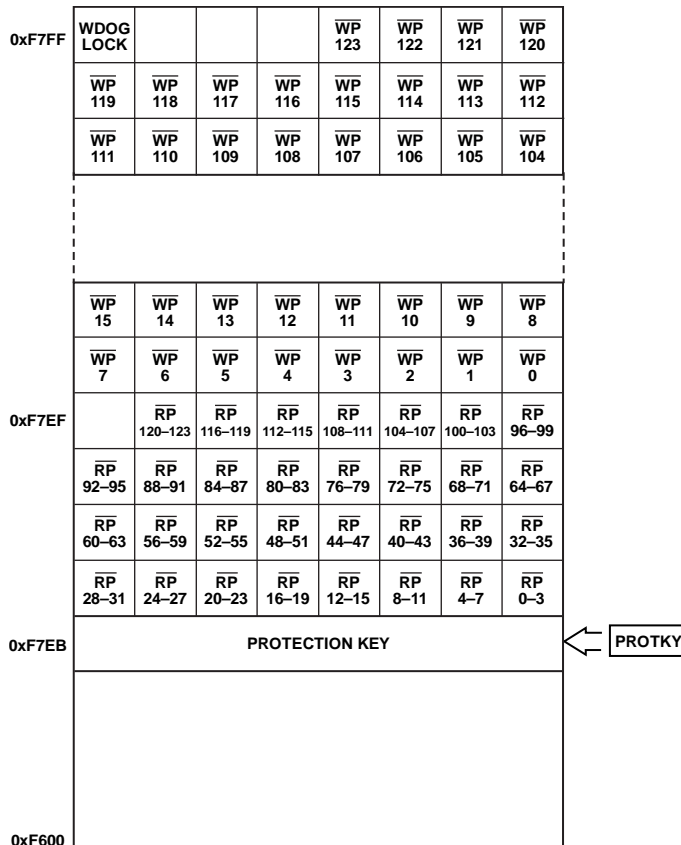 0xF7FF
WDOG LOCK WP 123 WP 122 WP 121 WP 120
WP 119 WP 118 WP 117 WP 116 WP 115 WP 114 WP 113 WP 112
WP 111 WP 110 WP 109 WP 108 WP 107 WP 106 WP 105 WP 104
WP 15 WP 14 WP 13 WP 12 WP 11 WP 10 WP 9 WP 8
WP 7 WP 6 WP 5 WP 4 WP 3 WP 2 WP 1 WP 0
0xF7EF
RP 120–123 RP 116–119 RP 112–115 RP 108–111 RP 104–107 RP 100–103 RP 96–99
RP 92–95 RP 88–91 RP 84–87 RP 80–83 RP 76–79 RP 72–75 RP 68–71 RP 64–67
RP 60–63 RP 56–59 RP 52–55 RP 48–51 RP 44–47 RP 40–43 RP 36–39 RP 32–35
RP 28–31 RP 24–27 RP 20–23 RP 16–19 RP 12–15 RP 8–11 RP 4–7 RP 0–3
0xF7EB
PROTECTION KEY
PROTKY
0xF600